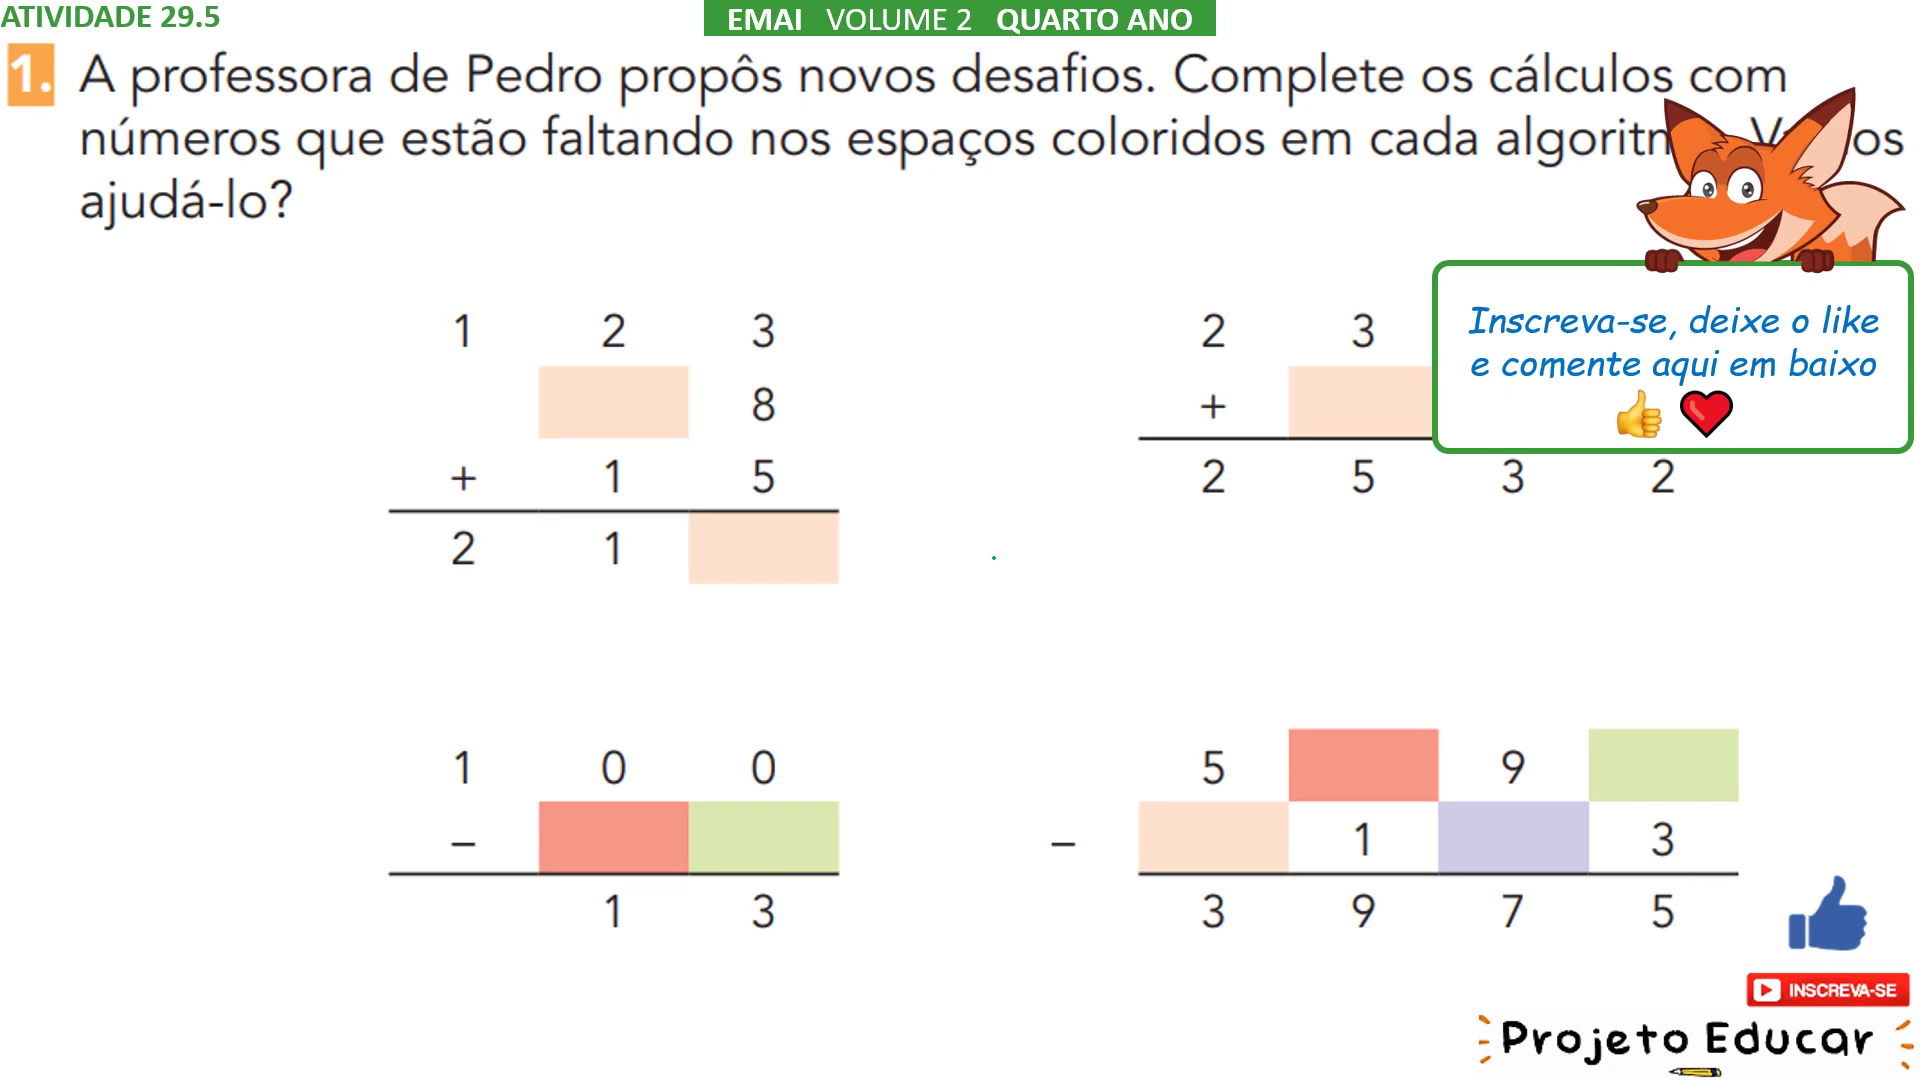 ATIVIDADE 29.5
EMAI VOLUME 2 QUARTO ANO
1. A professora de Pedro propôs novos desafios. Complete os cálculos com
números que estão faltando nos espaços coloridos em cada
ajudá-lo?
Inscreva-se, deixe o like
e comente aqui em baixo
1 2 3
8
+ 1 5
2 1
2 3
+
2 5 3 2
1 0 0
–
1 3
5 9
– 1 3
3 9 7 5
INSCREVA-SE
Projeto Educar